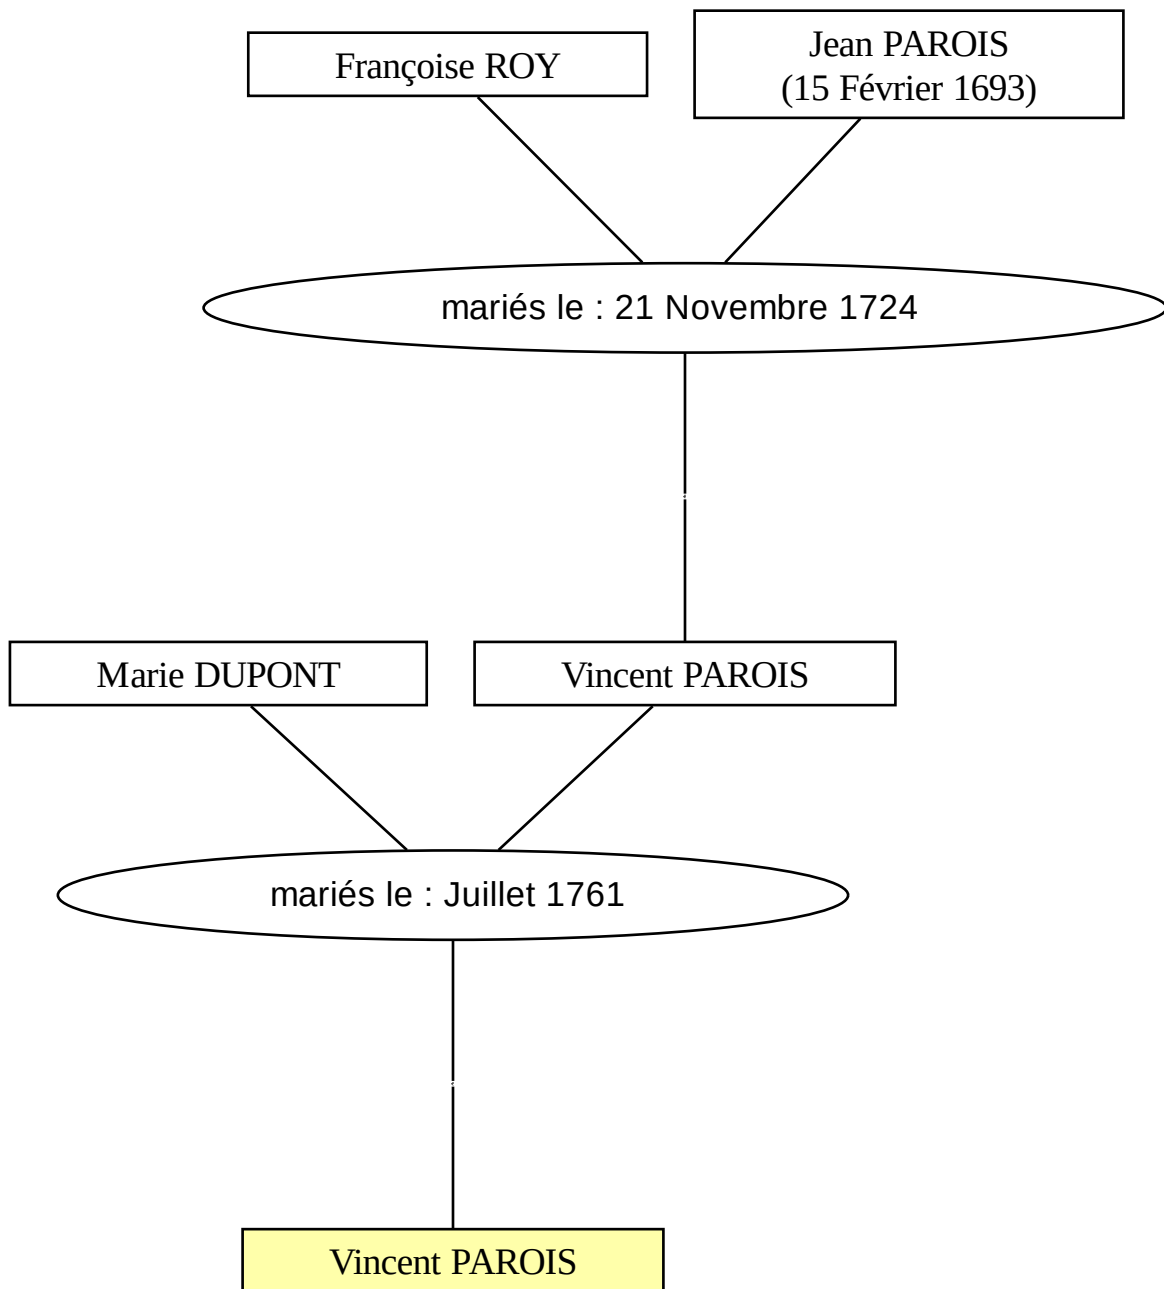 Françoise ROY
Jean PAROIS
(15 Février 1693)
mariés le : 21 Novembre 1724
Marie DUPONT
Vincent PAROIS
mariés le : Juillet 1761
Vincent PAROIS